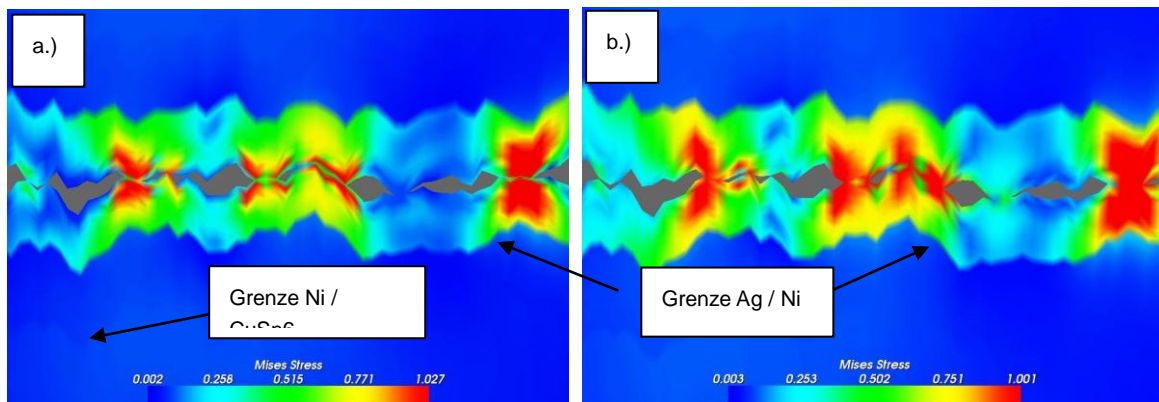 a.)
Grenze Ni /
CuSn6
Mises Stress
0.002 0.258 0.515 0.771 1.027
b.)
Grenze Ag / Ni
Mises Stress
0.003 0.253 0.502 0.751 1.001